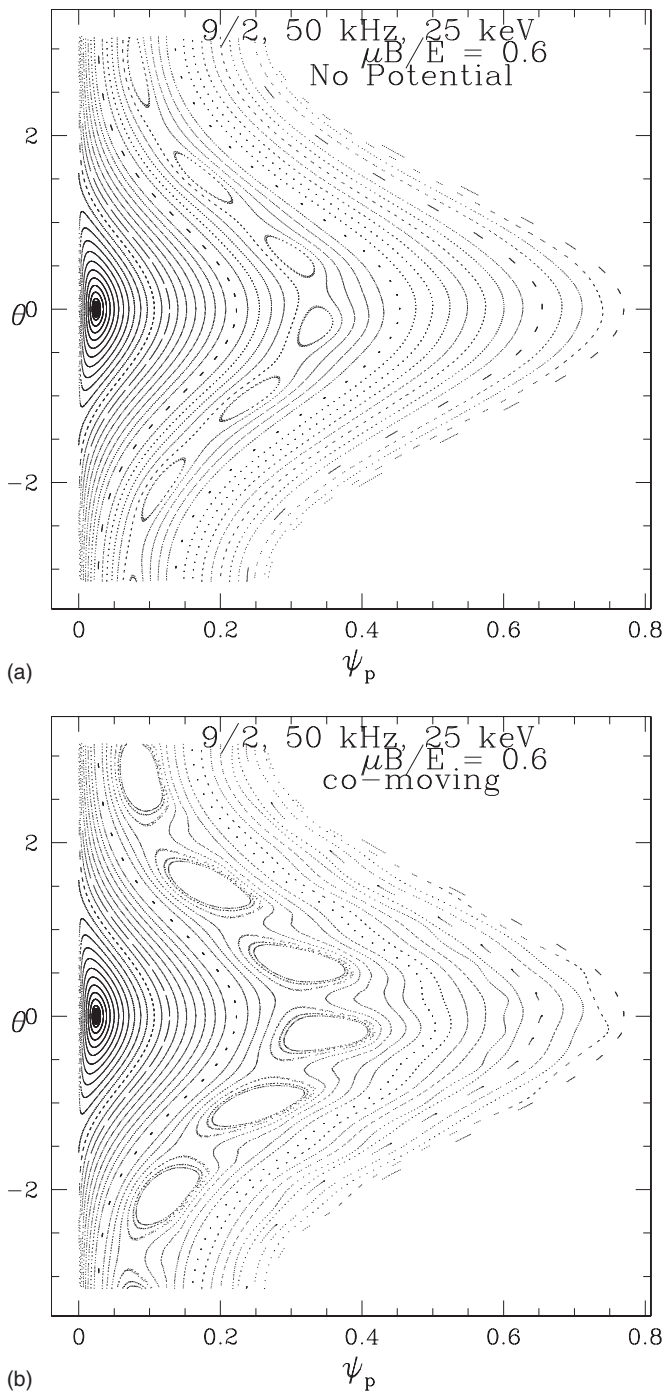 9/2, 50 kHz, 25 keV
μB/E = 0.6
No Potential
2
θ0
−2
0 0.2 0.4 0.6 0.8
ψp
(a)
9/2, 50 kHz, 25 keV
μB/E = 0.6
co−moving
2
θ0
−2
0 0.2 0.4 0.6 0.8
ψp
(b)